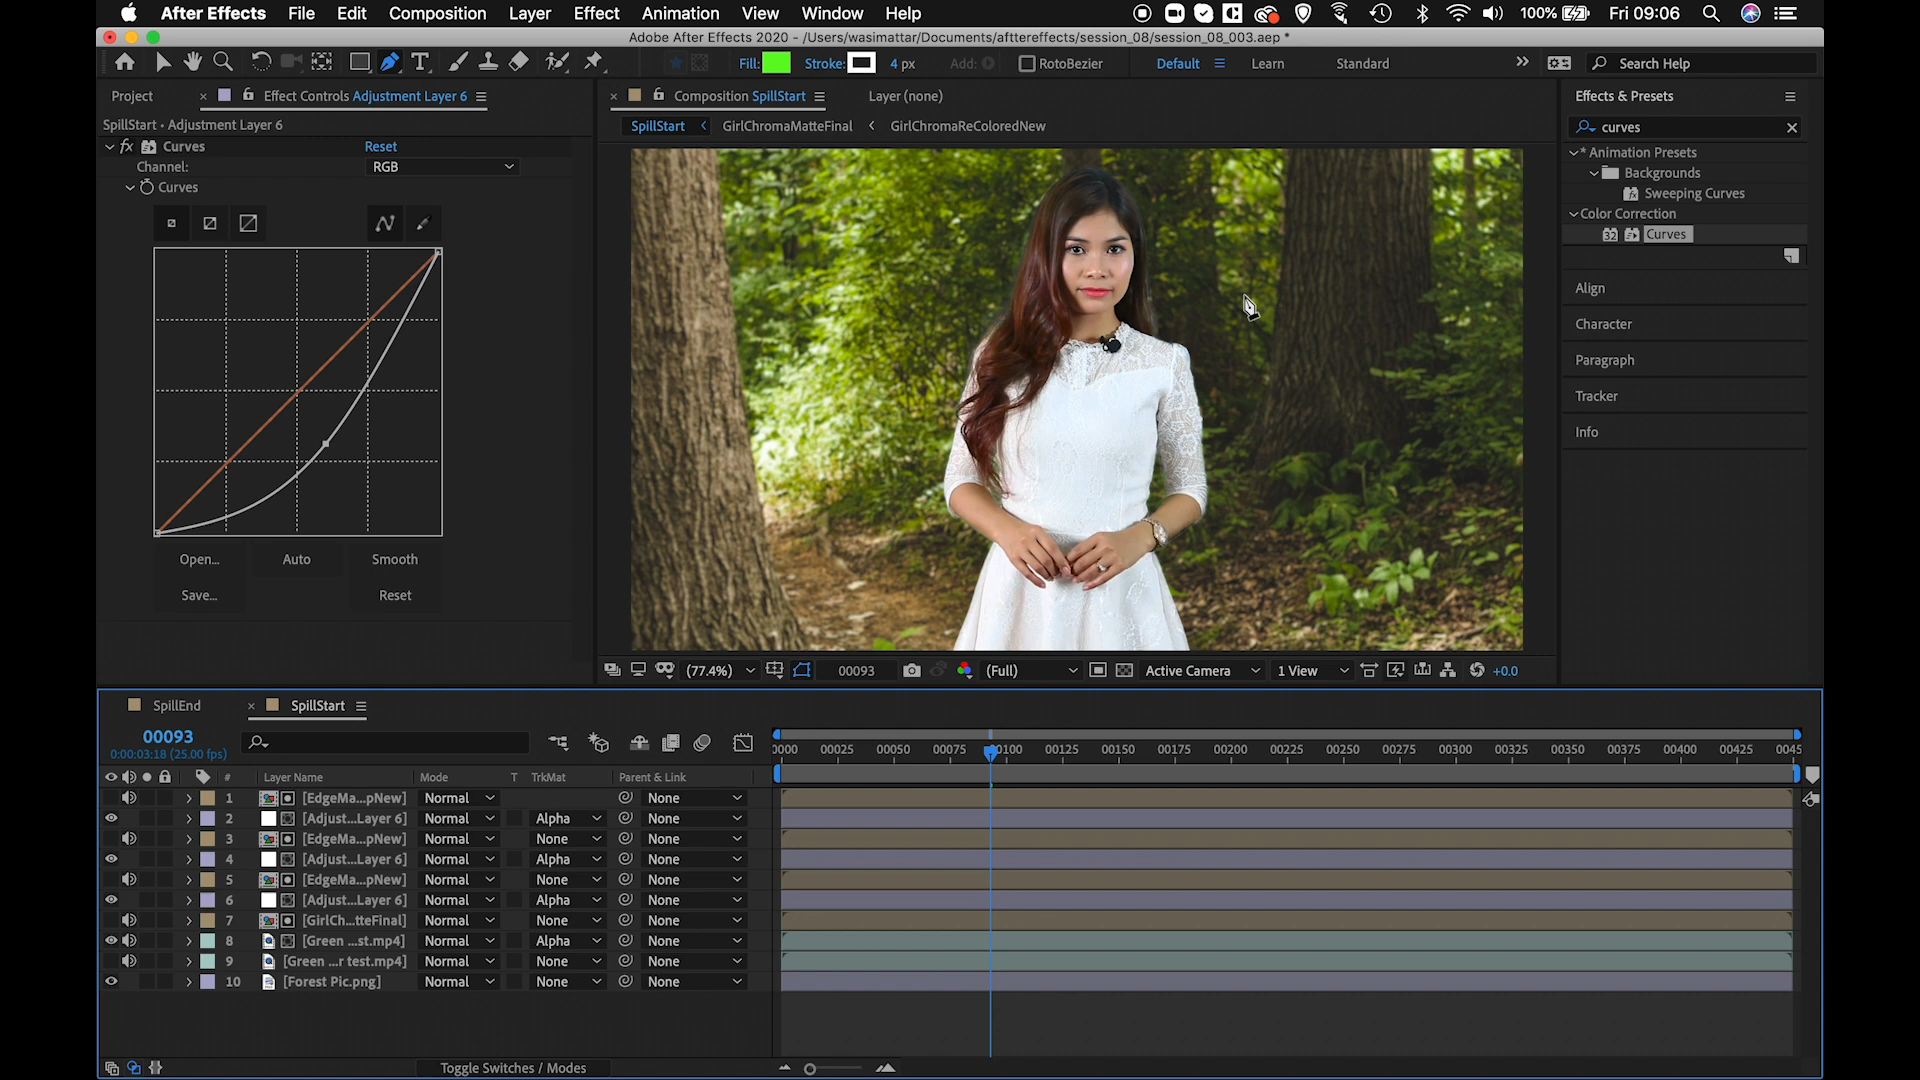 After Effects File Edit Composition Layer Effect Animation View Window Help 100% Fri 09:06
Adobe After Effects 2020 - /Users/wasimattar/Documents/afttereffects/session_08/session_08_003.aep *
Fill: Stroke: 4 px Add: RotoBezier Default Learn Standard Search Help
Project Effect Controls Adjustment Layer 6
SpillStart • Adjustment Layer 6
fx Curves Reset
Channel: RGB
Curves
Open... Auto Smooth
Save... Reset
Composition SpillStart Layer (none)
SpillStart GirlChromaMatteFinal GirlChromaReColoredNew
(77.4%) 00093 (Full) Active Camera 1 View +0.0
Effects & Presets
curves
* Animation Presets
Backgrounds
Sweeping Curves
Color Correction
32 Curves
Align
Character
Paragraph
Tracker
Info
SpillEnd SpillStart
00093
0:00:03:18 (25.00 fps)
0000 00025 00050 00075 00100 00125 00150 00175 00200 00225 00250 00275 00300 00325 00350 00375 00400 00425 0045
# Layer Name Mode T TrkMat Parent & Link
1 [EdgeMa...pNew] Normal None
2 [Adjust...Layer 6] Normal Alpha None
3 [EdgeMa...pNew] Normal None None
4 [Adjust...Layer 6] Normal Alpha None
5 [EdgeMa...pNew] Normal None None
6 [Adjust...Layer 6] Normal Alpha None
7 [GirlCh...tteFinal] Normal None None
8 [Green ...st.mp4] Normal Alpha None
9 [Green ...r test.mp4] Normal None None
10 [Forest Pic.png] Normal None None
Toggle Switches / Modes